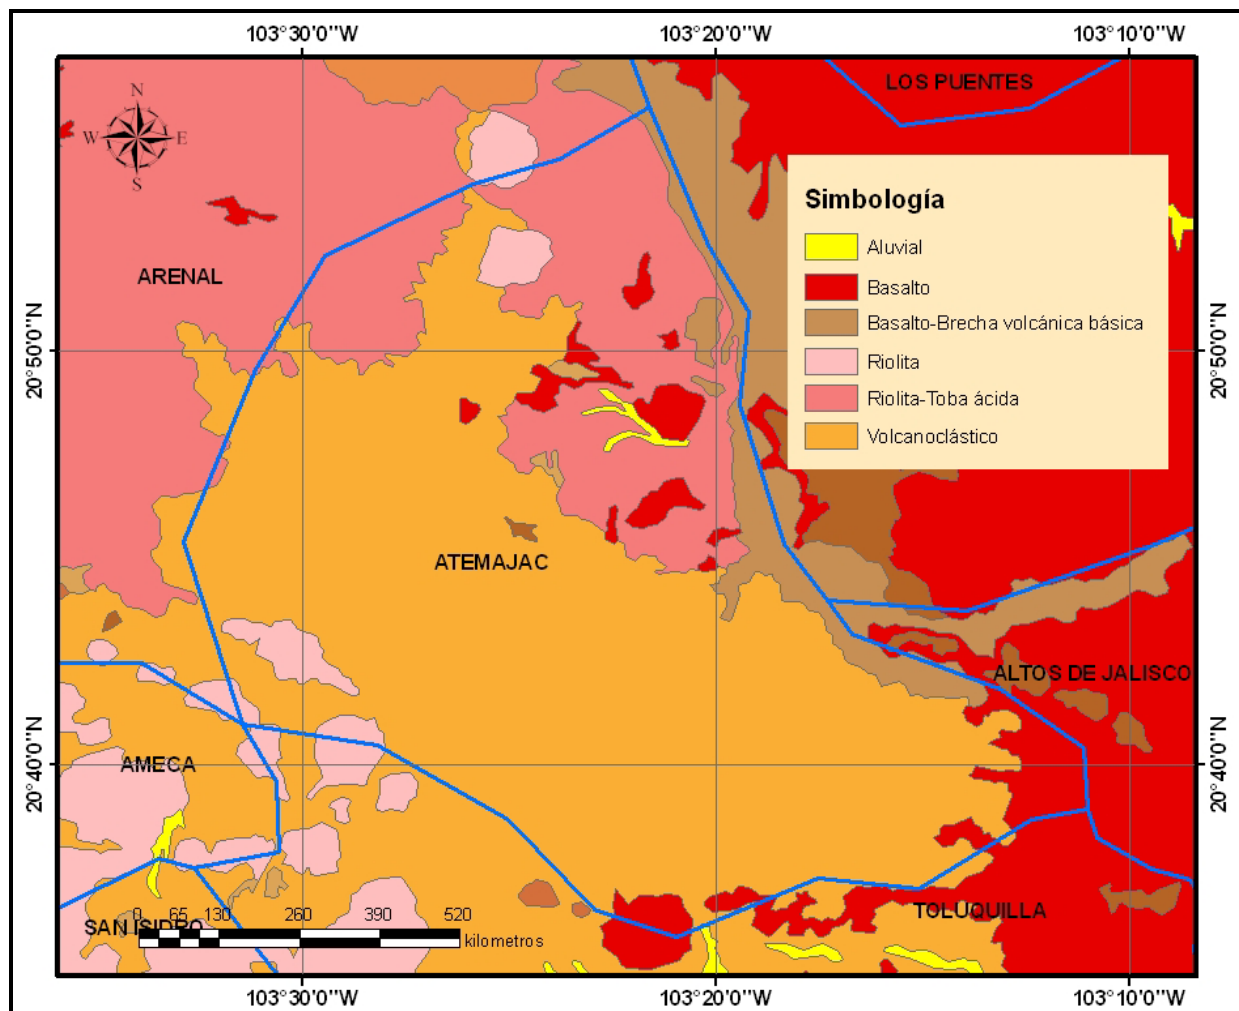 103°30'0"W 103°20'0"W 103°10'0"W
LOS PUENTES
N
W E
S
Simbología
Aluvial
ARENAL
Basalto
Basalto-Brecha volcánica básica
20°50'0"N 20°50'0"N
Riolita
Riolita-Toba ácida
Volcanoclástico
ATEMAJAC
ALTOS DE JALISCO
AMECA
20°40'0"N 20°40'0"N
TOLUQUILLA
SAN ISIDRO
0 65 130 260 390 520
kilometros
103°30'0"W 103°20'0"W 103°10'0"W